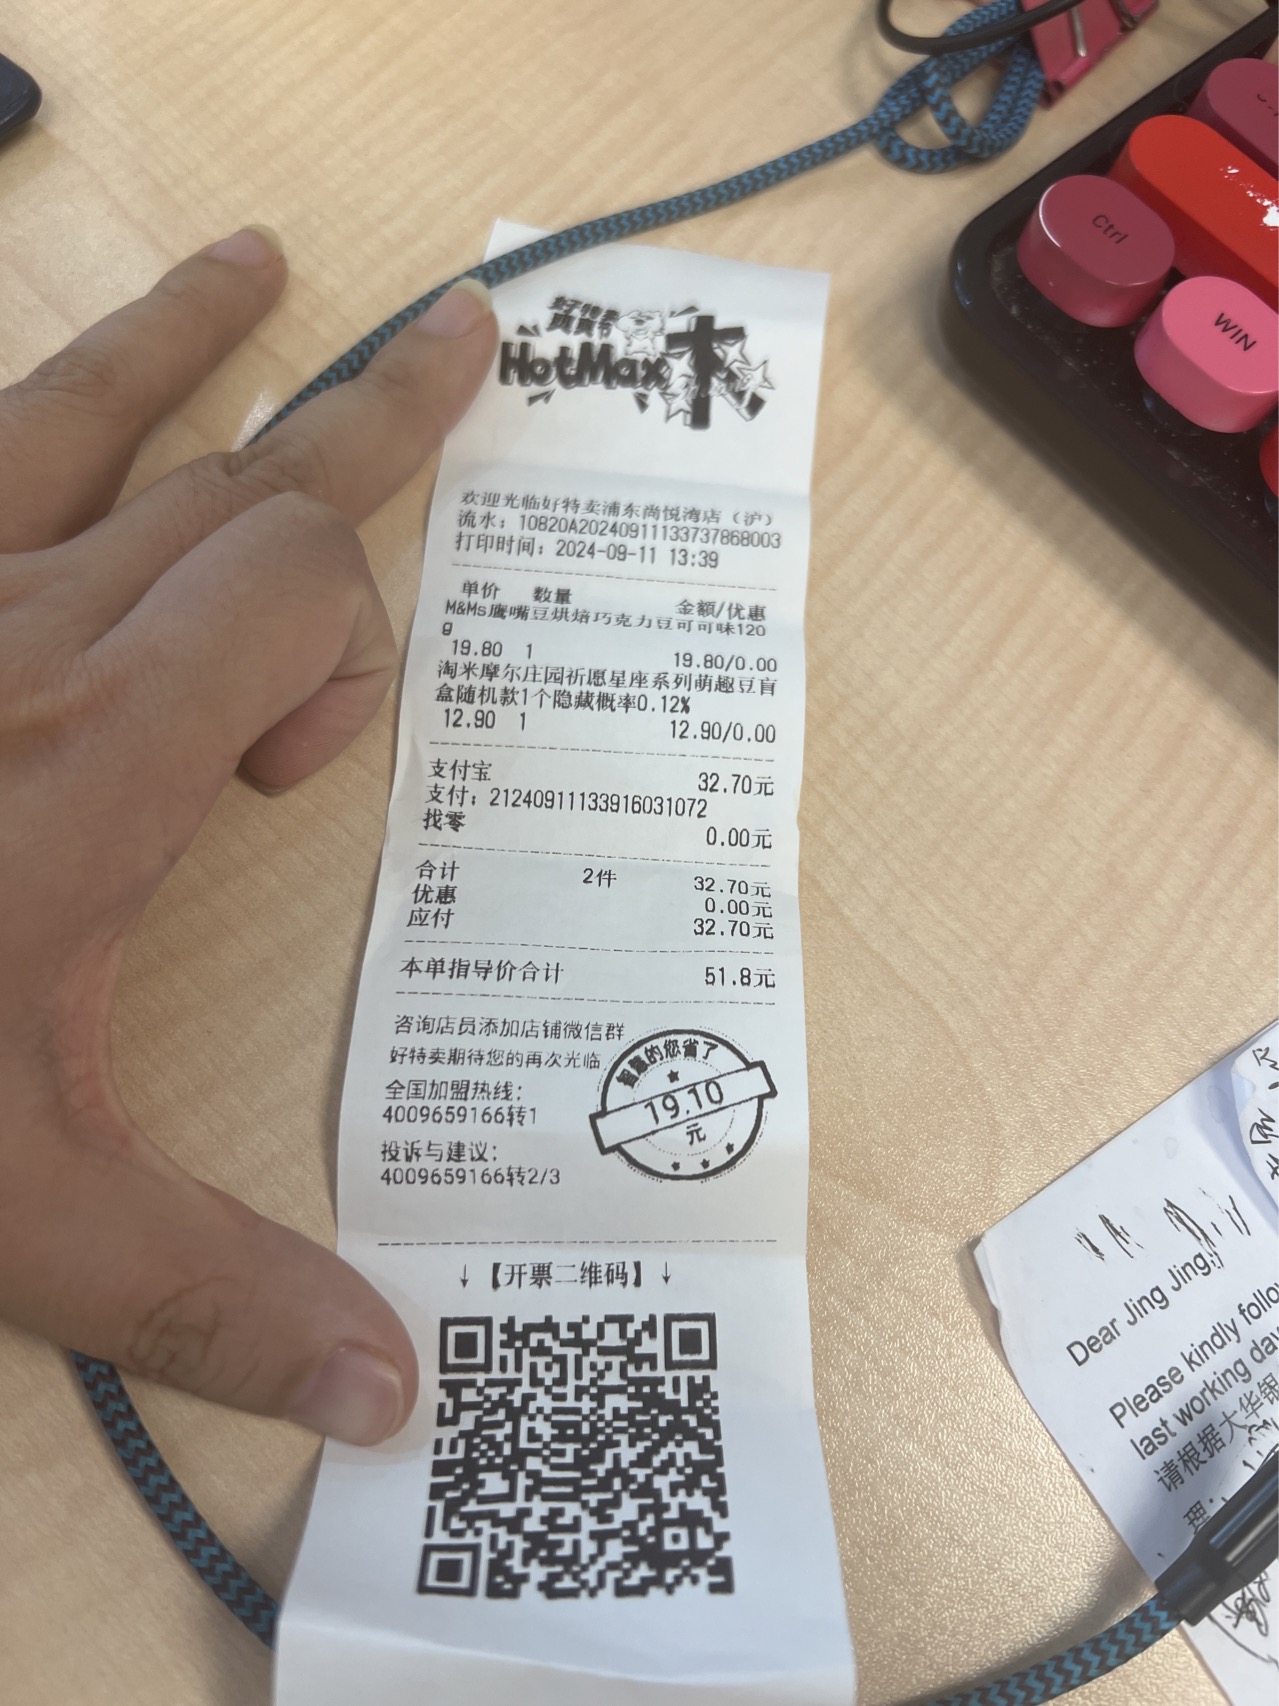 好特卖
HotMax
欢迎光临好特卖浦东尚悦湾店（沪）
流水：10820A20240911133737868003
打印时间：2024-09-11 13:39
单价 数量 金额/优惠
M&Ms鹰嘴豆烘焙巧克力豆可可味120
g
19.80 1 19.80/0.00
淘米摩尔庄园祈愿星座系列萌趣豆盲
盒随机款1个隐藏概率0.12%
12.90 1 12.90/0.00
支付宝 32.70元
支付：21240911133916031072
找零 0.00元
合计 2件 32.70元
优惠 0.00元
应付 32.70元
本单指导价合计 51.8元
咨询店员添加店铺微信群
好特卖期待您的再次光临
全国加盟热线：
4009659166转1
投诉与建议：
4009659166转2/3
智慧的您省了
19.10
元
↓【开票二维码】↓
Ctrl
WIN
Dear Jing Jing,
Please kindly follo
last working day
请根据大华银
理：